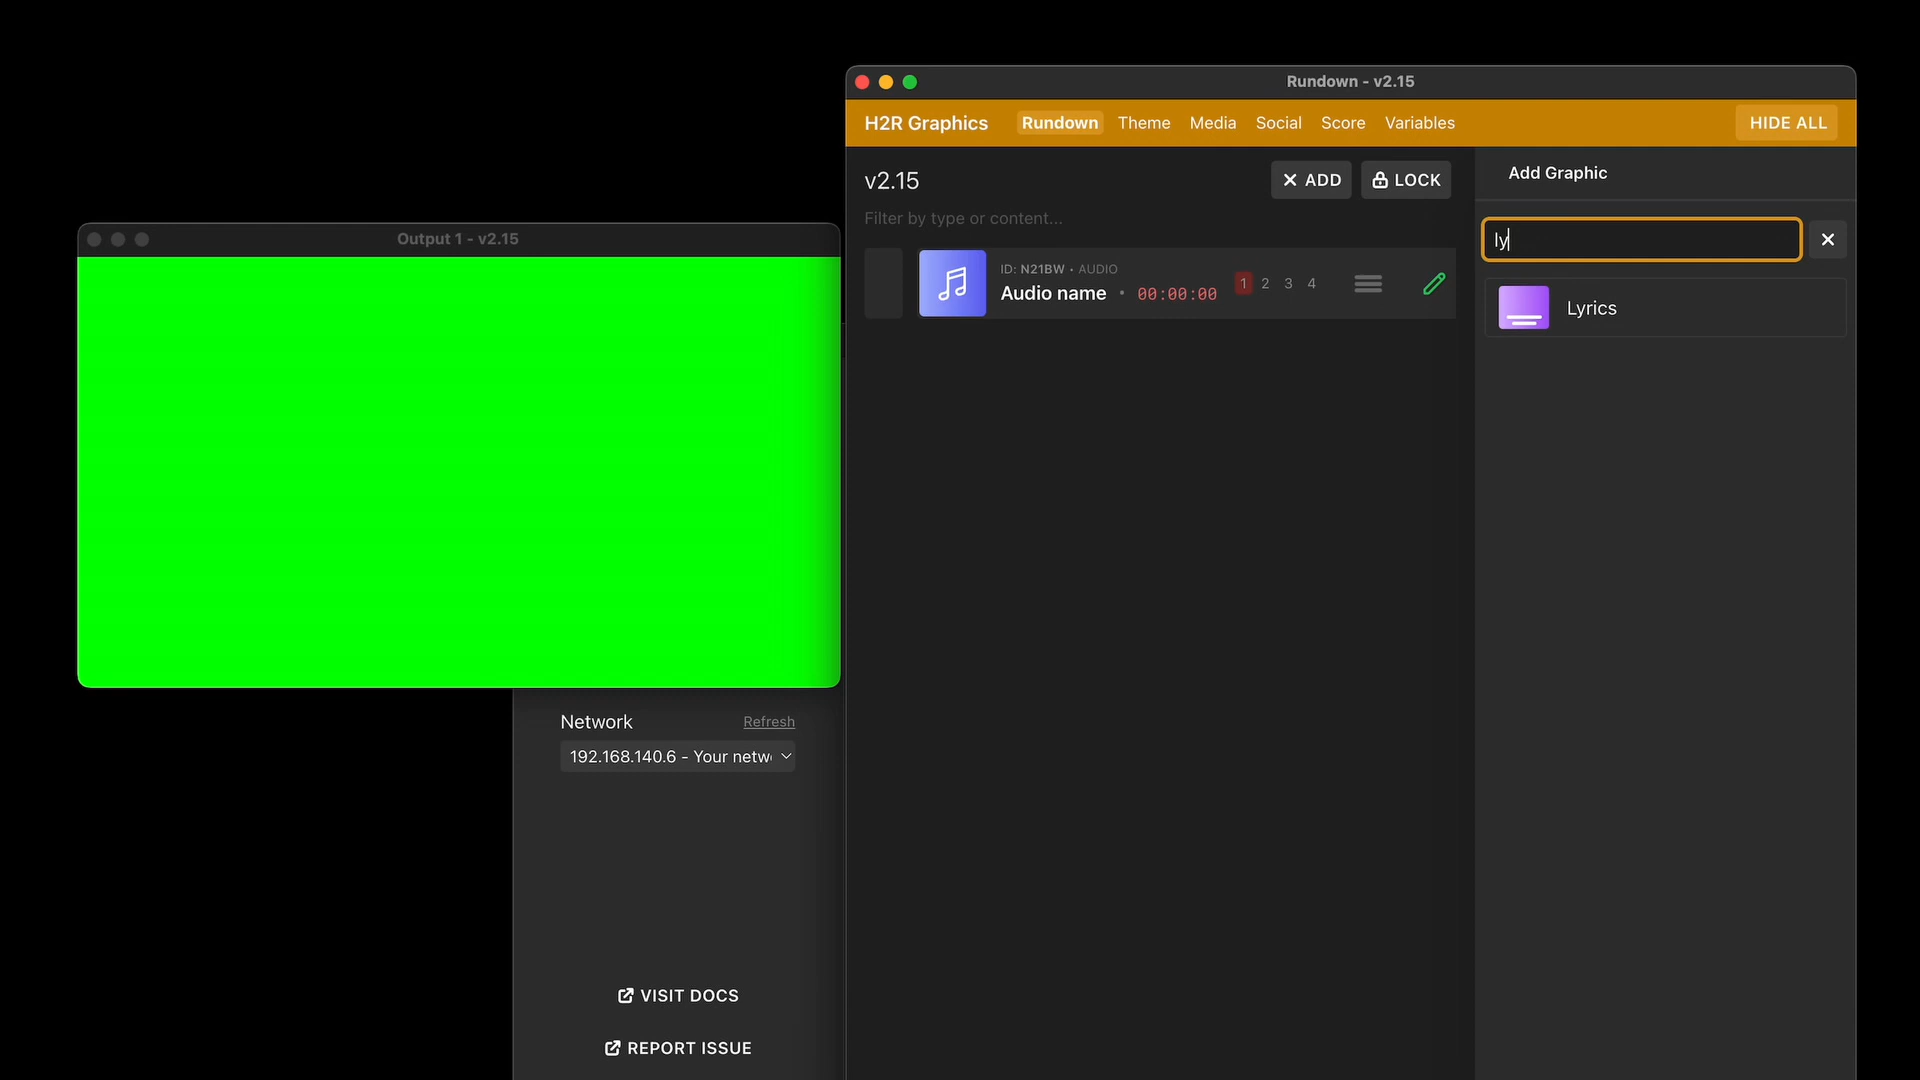 Output 1 - v2.15
Network
Refresh
192.168.140.6 - Your netw
VISIT DOCS
REPORT ISSUE
Rundown - v2.15
H2R Graphics
Rundown
Theme
Media
Social
Score
Variables
HIDE ALL
v2.15
ADD
LOCK
Filter by type or content...
ID: N21BW • AUDIO
Audio name • 00:00:00
1 2 3 4
Add Graphic
ly
Lyrics